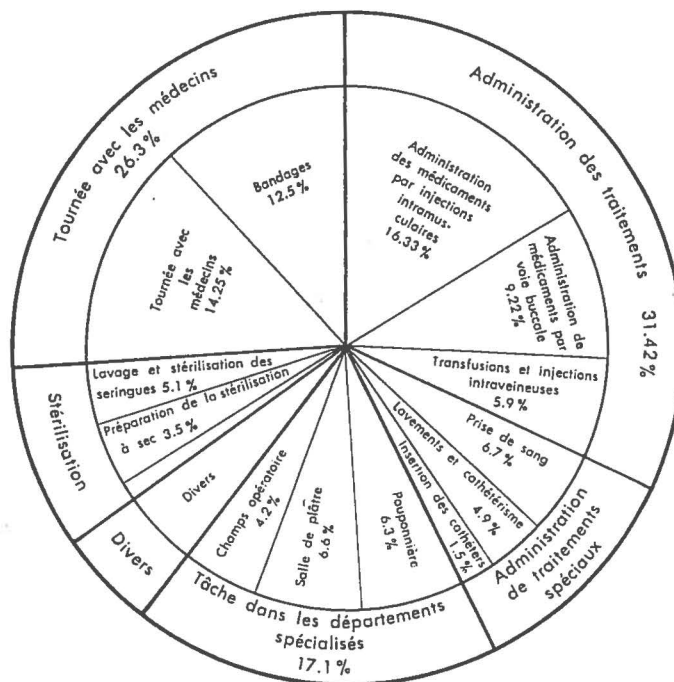 Tournée avec les médecins
26.3 %
Administration des traitements 31.42%
Bandages
12.5 %
Administration
des médicaments
par injections
intramus-
culaires
16.33%
Tournée avec
les
médecins
14.25 %
Administration de
médicaments par
voie buccale
9.22%
Lavage et stérilisation des
seringues 5.1 %
Transfusions et injections
intraveineuses
5.9 %
Préparation de la stérilisation
à sec 3.5 %
Prise de sang
6.7 %
Stérilisation
Lavements et cathétérisme
4.9 %
Insertion des cathéters
1.5 %
Divers
Champs opératoire
4.2 %
Salle de plâtre
6.6 %
Pouponnière
6.3 %
Administration
de traitements
spéciaux
Divers
Tâche dans les départements
spécialisés
17.1 %